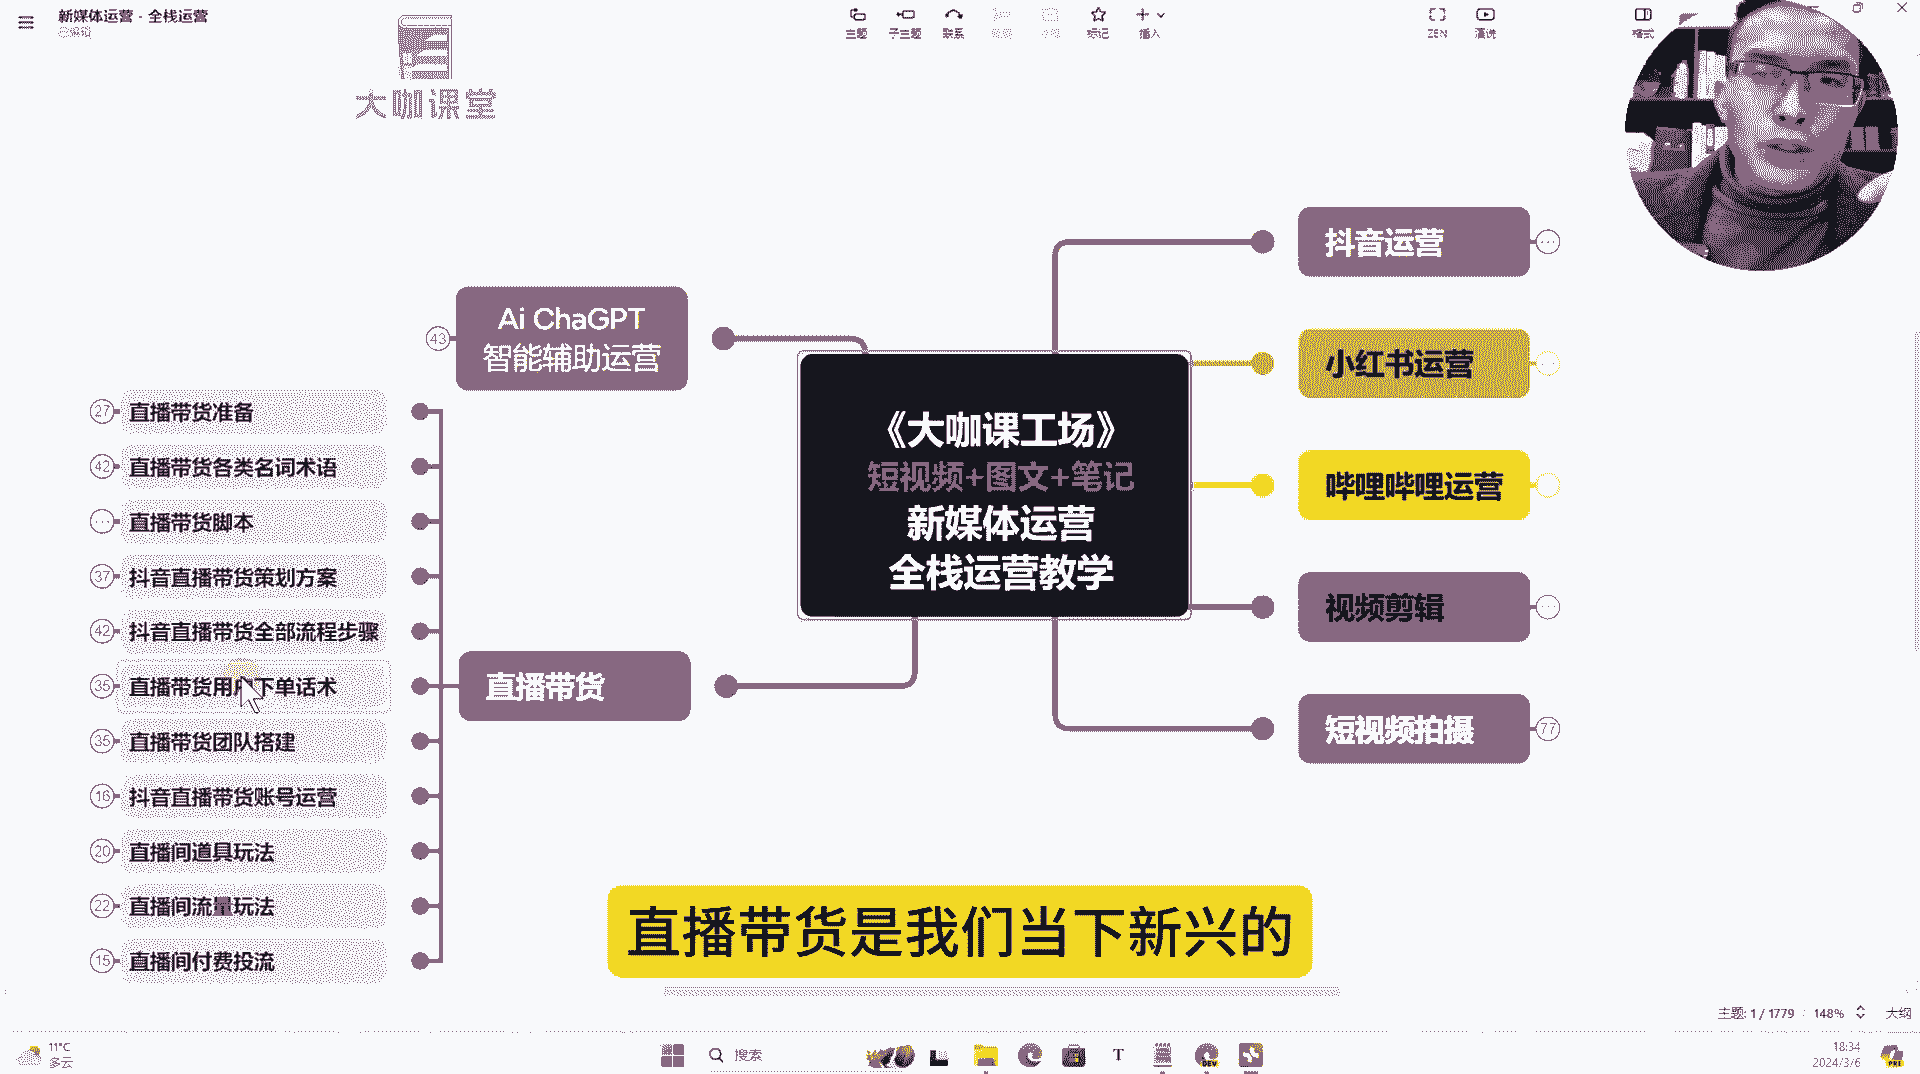 新媒体运营 - 全栈运营
已编辑
主题
子主题
联系
标记
插入
ZEN
演说
格式
大咖课堂
Ai ChaGPT
智能辅助运营
43
《大咖课工场》
短视频+图文+笔记
新媒体运营
全栈运营教学
抖音运营
小红书运营
哔哩哔哩运营
视频剪辑
短视频拍摄
77
直播带货
27
直播带货准备
42
直播带货各类名词术语
直播带货脚本
37
抖音直播带货策划方案
42
抖音直播带货全部流程步骤
35
直播带货用户下单话术
35
直播带货团队搭建
16
抖音直播带货账号运营
20
直播间道具玩法
22
直播间流量玩法
15
直播间付费投流
直播带货是我们当下新兴的
主题: 1 / 1779
148%
大纲
11°C
多云
搜索
T
DEV
18:34
2024/3/6
PRE